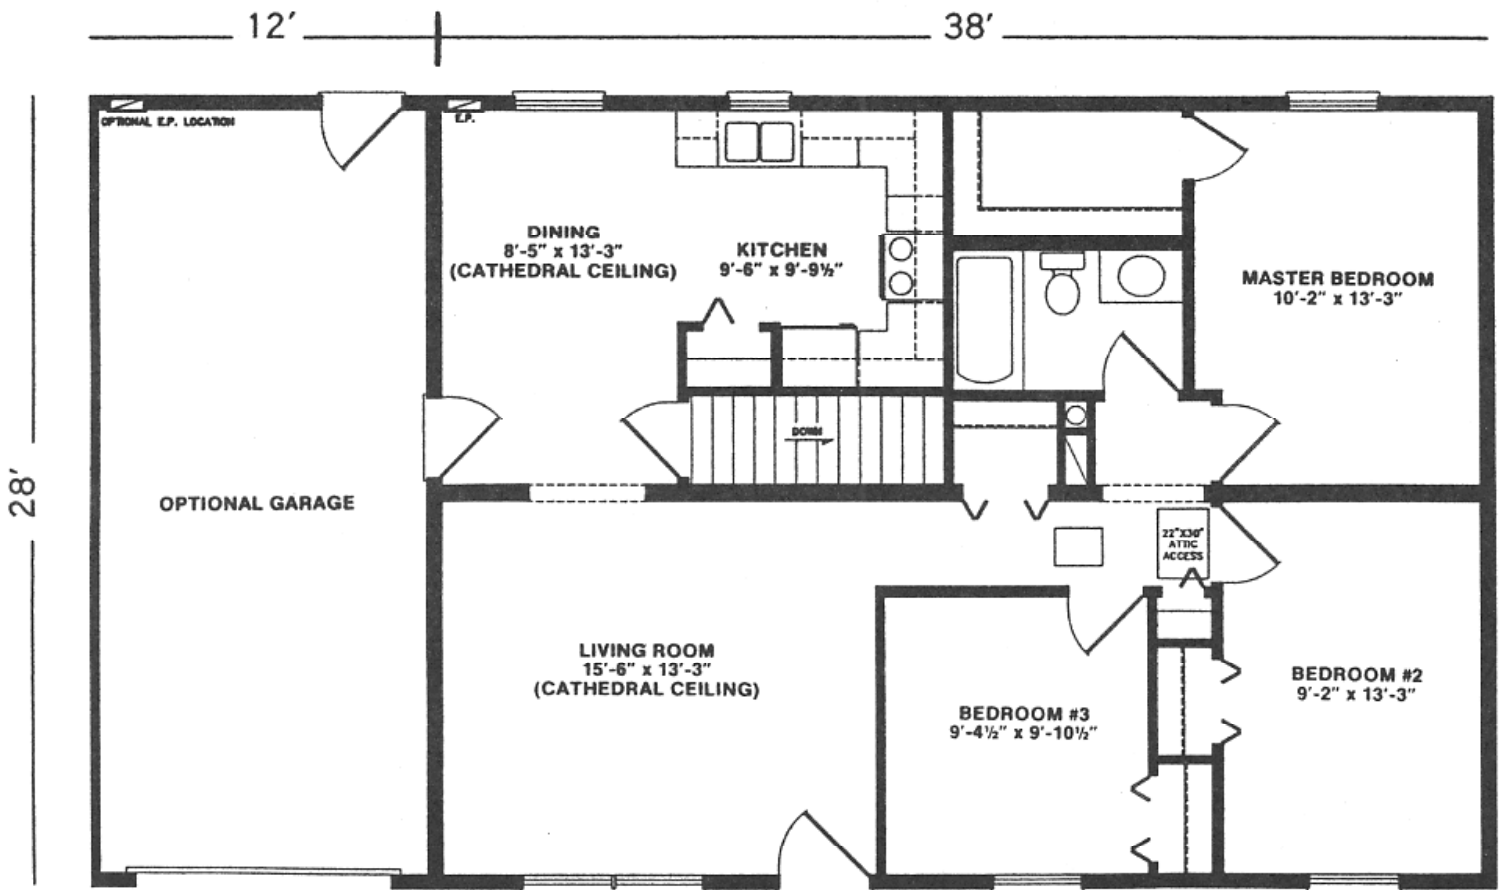 12'
38'
OPTIONAL E.P. LOCATION
E.P.
DINING
8'-5" x 13'-3"
(CATHEDRAL CEILING)
KITCHEN
9'-6" x 9'-9½"
MASTER BEDROOM
10'-2" x 13'-3"
DOWN
28'
OPTIONAL GARAGE
22"X30"
ATTIC
ACCESS
LIVING ROOM
15'-6" x 13'-3"
(CATHEDRAL CEILING)
BEDROOM #2
9'-2" x 13'-3"
BEDROOM #3
9'-4½" x 9'-10½"